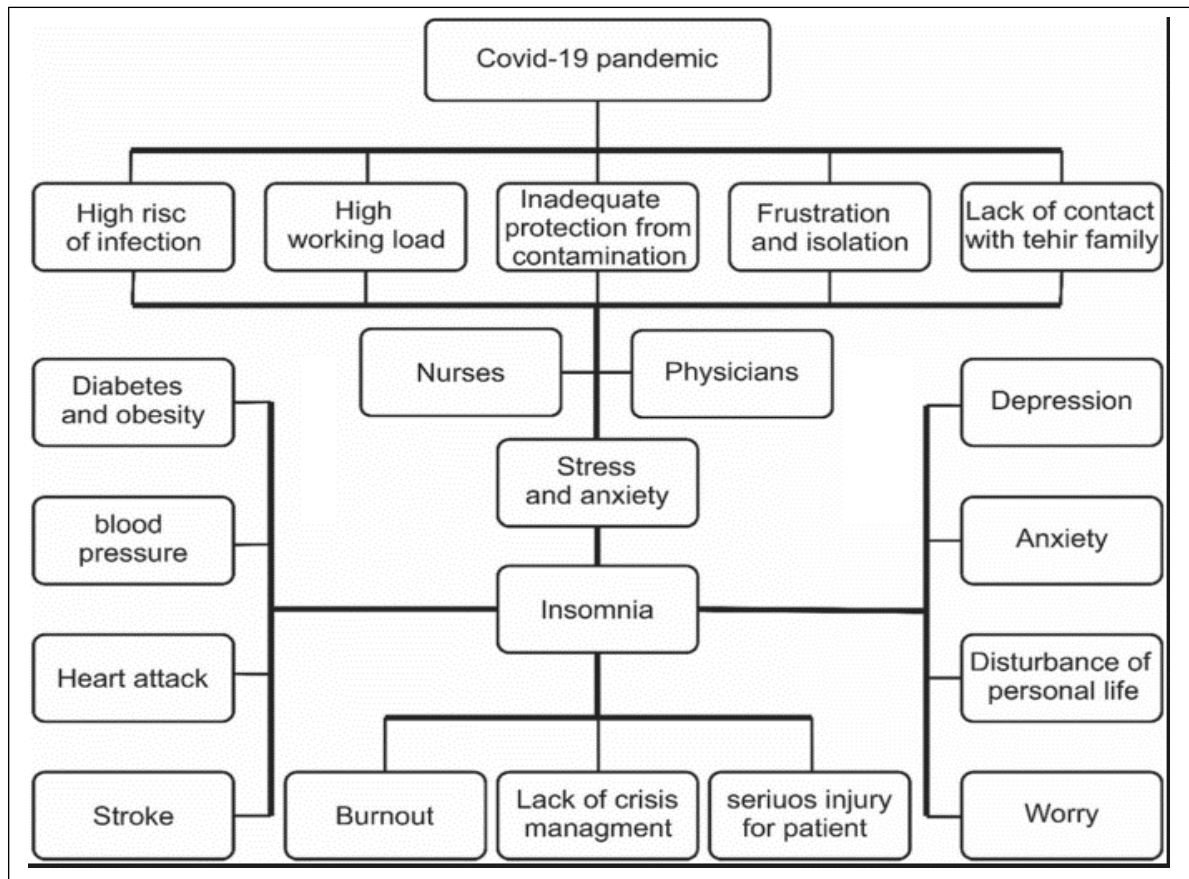 Covid-19 pandemic
High risc
of infection
High
working load
Inadequate
protection from
contamination
Frustration
and isolation
Lack of contact
with tehir family
Nurses
Physicians
Diabetes
and obesity
Depression
Stress
and anxiety
blood
pressure
Anxiety
Insomnia
Heart attack
Disturbance of
personal life
Stroke
Burnout
Lack of crisis
managment
seriuos injury
for patient
Worry